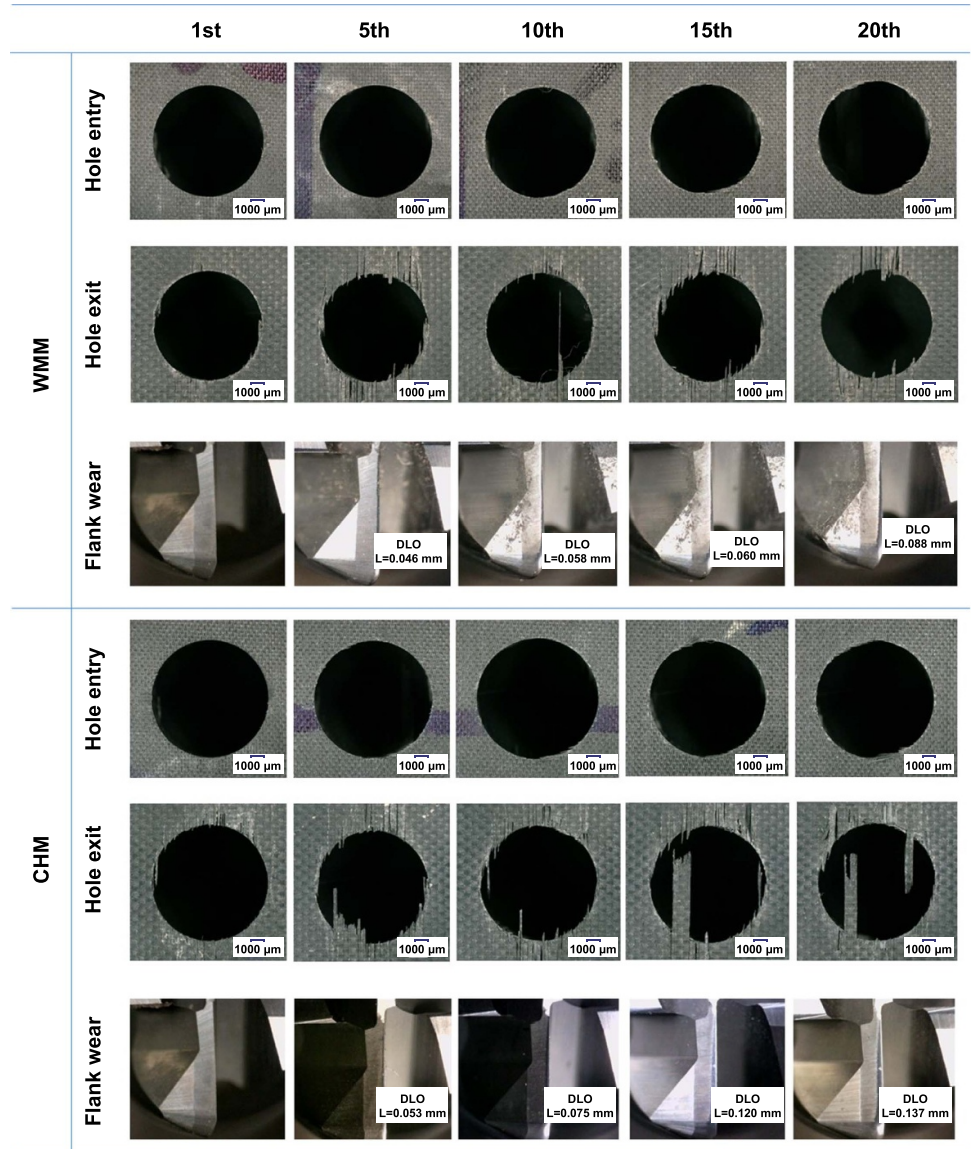 1st 5th 10th 15th 20th
WMM
Hole entry
1000 µm 1000 µm 1000 µm 1000 µm 1000 µm
Hole exit
1000 µm 1000 µm 1000 µm 1000 µm 1000 µm
Flank wear
DLO
L=0.046 mm
DLO
L=0.058 mm
DLO
L=0.060 mm
DLO
L=0.088 mm
CHM
Hole entry
1000 µm 1000 µm 1000 µm 1000 µm 1000 µm
Hole exit
1000 µm 1000 µm 1000 µm 1000 µm 1000 µm
Flank wear
DLO
L=0.053 mm
DLO
L=0.075 mm
DLO
L=0.120 mm
DLO
L=0.137 mm